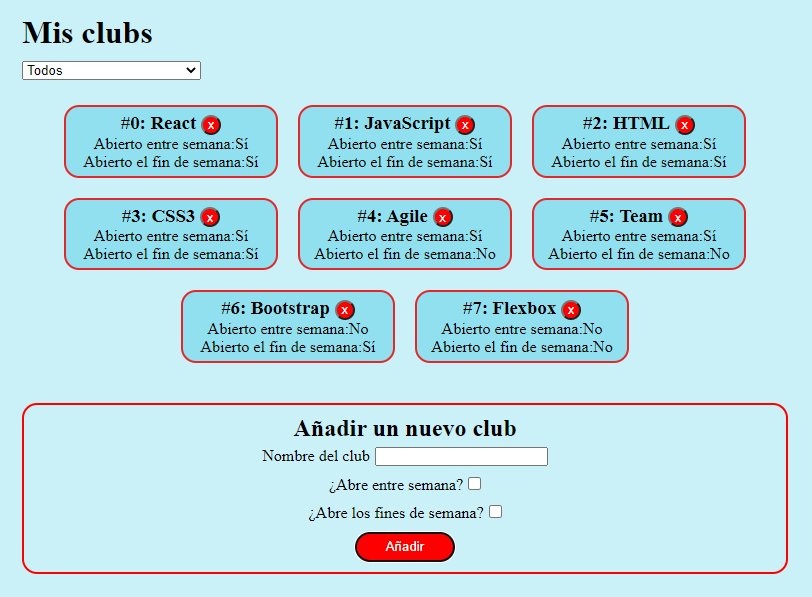 Mis clubs
Todos
#0: React x
Abierto entre semana:Sí
Abierto el fin de semana:Sí
#1: JavaScript x
Abierto entre semana:Sí
Abierto el fin de semana:Sí
#2: HTML x
Abierto entre semana:Sí
Abierto el fin de semana:Sí
#3: CSS3 x
Abierto entre semana:Sí
Abierto el fin de semana:Sí
#4: Agile x
Abierto entre semana:Sí
Abierto el fin de semana:No
#5: Team x
Abierto entre semana:Sí
Abierto el fin de semana:No
#6: Bootstrap x
Abierto entre semana:No
Abierto el fin de semana:Sí
#7: Flexbox x
Abierto entre semana:No
Abierto el fin de semana:No
Añadir un nuevo club
Nombre del club
¿Abre entre semana?
¿Abre los fines de semana?
Añadir